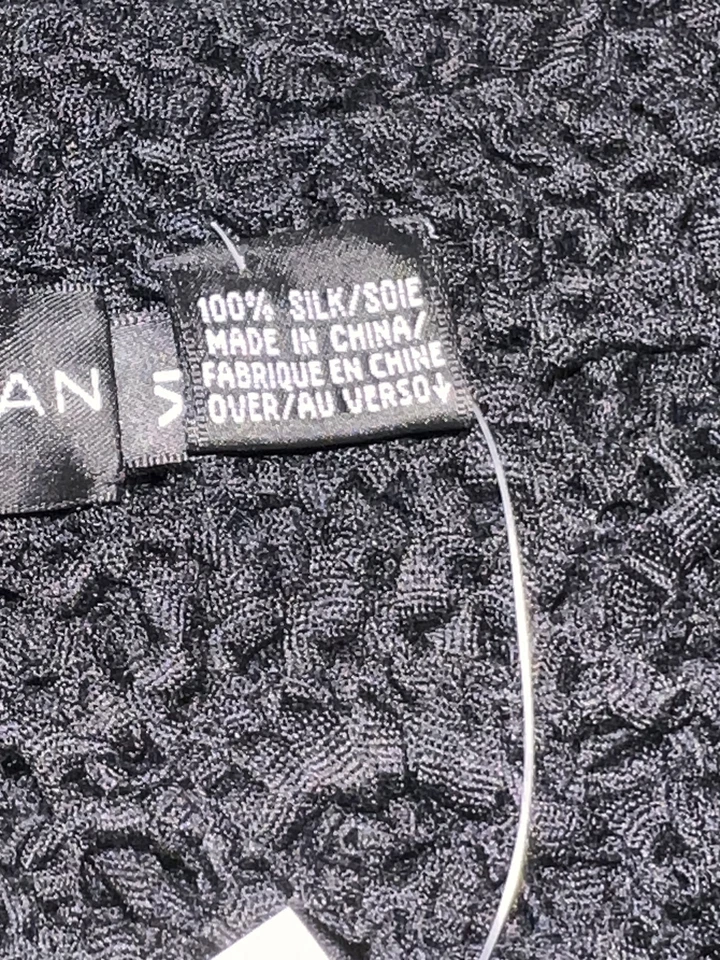 100% SILK/SOIE
MADE IN CHINA/
FABRIQUE EN CHINE
OVER/AU VERSO↓
AN